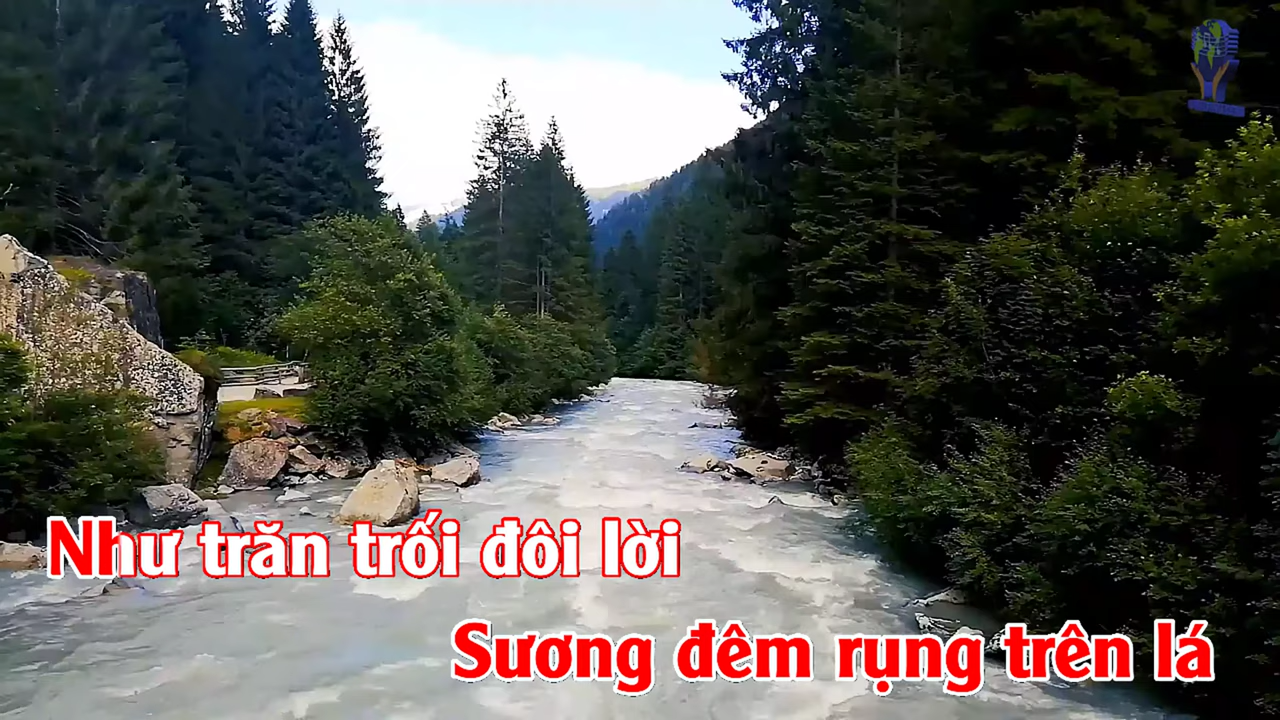 Như trăn trối đôi lời
Sương đêm rụng trên lá